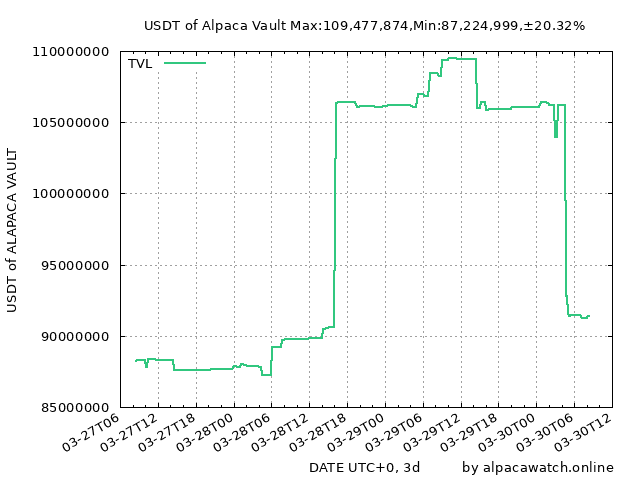 USDT of Alpaca Vault Max:109,477,874,Min:87,224,999,±20.32%
110000000
TVL
105000000
100000000
95000000
90000000
85000000
USDT of ALAPACA VAULT
03-27T06
03-27T12
03-27T18
03-28T00
03-28T06
03-28T12
03-28T18
03-29T00
03-29T06
03-29T12
03-29T18
03-30T00
03-30T06
03-30T12
DATE UTC+0, 3d
by alpacawatch.online